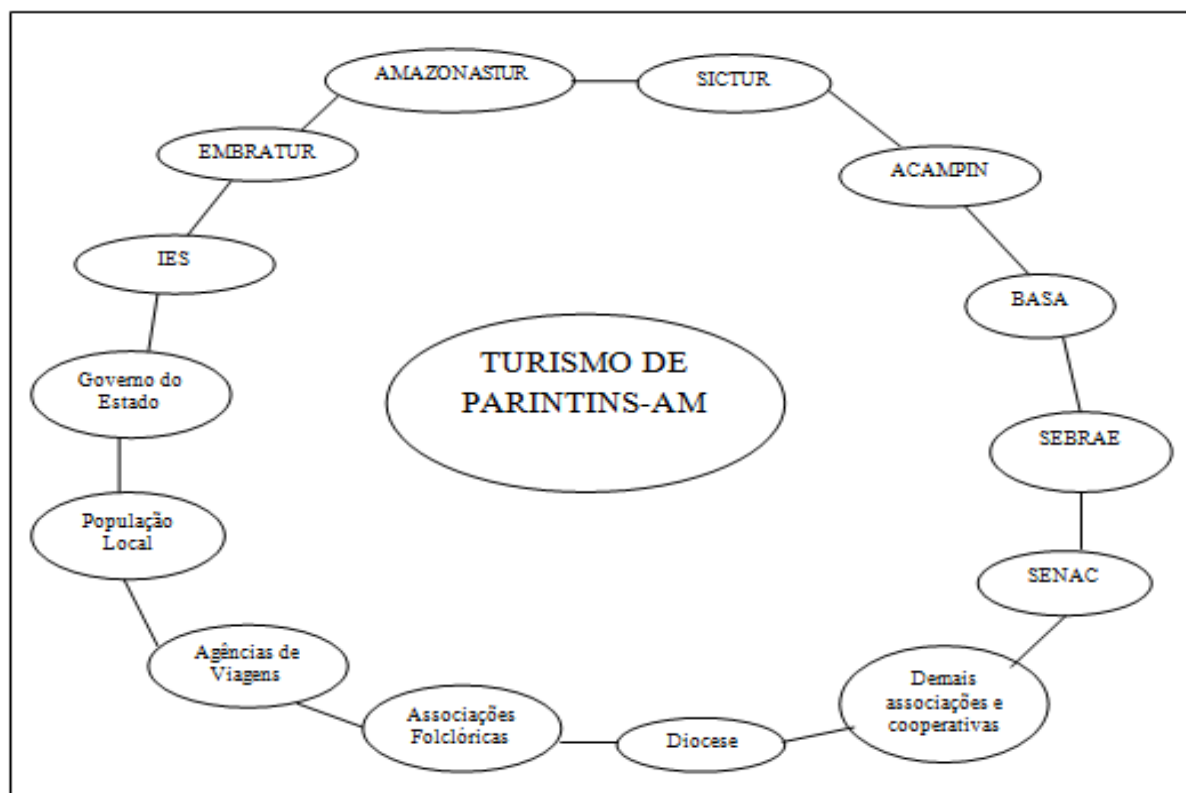 AMAZONASTUR
SICTUR
EMBRATUR
ACAMPIN
IES
BASA
TURISMO DE
PARINTINS-AM
Governo do
Estado
SEBRAE
População
Local
SENAC
Agências de
Viagens
Demais
associações e
cooperativas
Associações
Folclóricas
Diocese